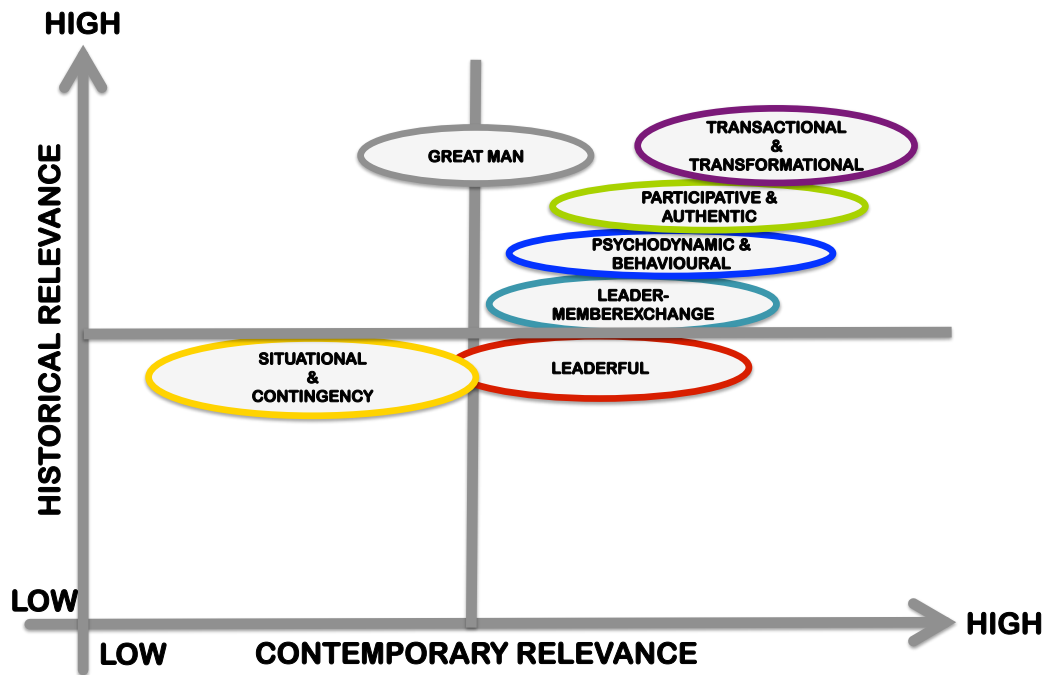 HIGH
HISTORICAL RELEVANCE
GREAT MAN
TRANSACTIONAL
&
TRANSFORMATIONAL
PARTICIPATIVE &
AUTHENTIC
PSYCHODYNAMIC &
BEHAVIOURAL
LEADER-
MEMBEREXCHANGE
SITUATIONAL
&
CONTINGENCY
LEADERFUL
LOW
LOW
CONTEMPORARY RELEVANCE
HIGH